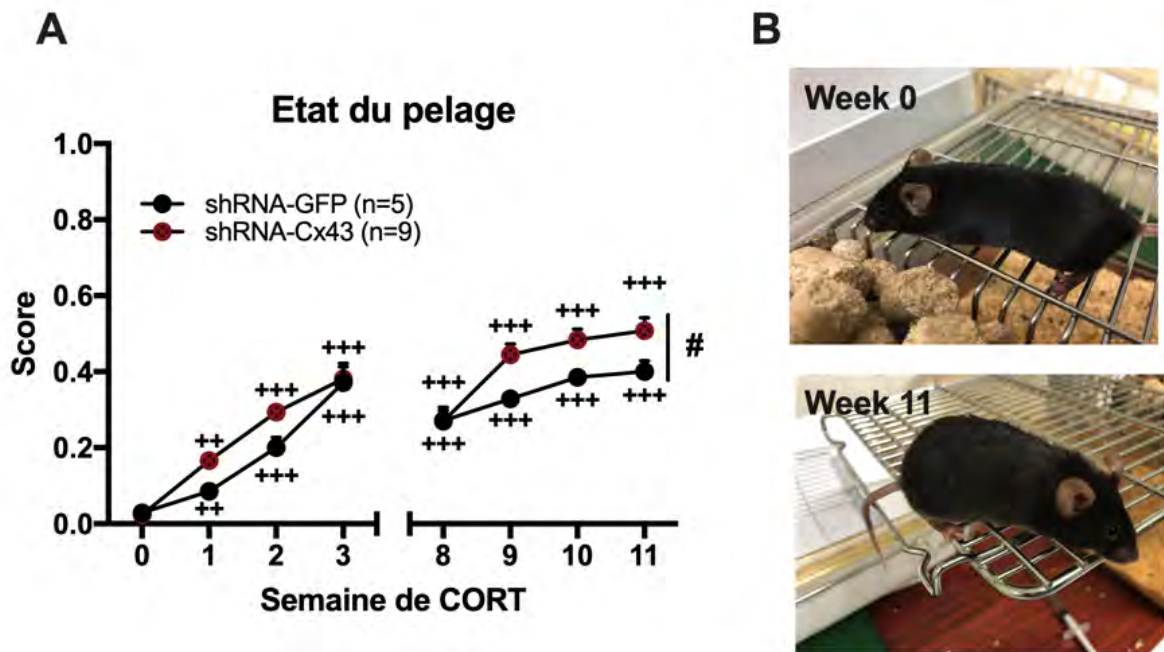 A
Etat du pelage
1.0
0.8
0.6
0.4
0.2
0.0
Score
shRNA-GFP (n=5)
shRNA-Cx43 (n=9)
++
++
+++
+++
+++
+++
+++
+++
+++
+++
+++
+++
+++
+++
#
0 1 2 3 8 9 10 11
Semaine de CORT
B
Week 0
Week 11